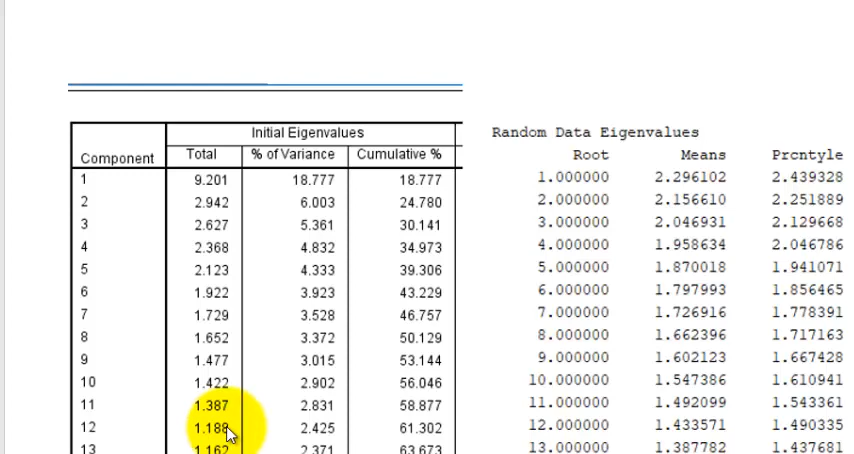 Initial Eigenvalues
Component Total % of Variance Cumulative %
1 9.201 18.777 18.777
2 2.942 6.003 24.780
3 2.627 5.361 30.141
4 2.368 4.832 34.973
5 2.123 4.333 39.306
6 1.922 3.923 43.229
7 1.729 3.528 46.757
8 1.652 3.372 50.129
9 1.477 3.015 53.144
10 1.422 2.902 56.046
11 1.387 2.831 58.877
12 1.188 2.425 61.302
13 1.162 2.371 63.673
Random Data Eigenvalues
Root Means Prcntyle
1.000000 2.296102 2.439328
2.000000 2.156610 2.251889
3.000000 2.046931 2.129668
4.000000 1.958634 2.046786
5.000000 1.870018 1.941071
6.000000 1.797993 1.856465
7.000000 1.726916 1.778391
8.000000 1.662396 1.717163
9.000000 1.602123 1.667428
10.000000 1.547386 1.610941
11.000000 1.492099 1.543361
12.000000 1.433571 1.490335
13.000000 1.387782 1.437681